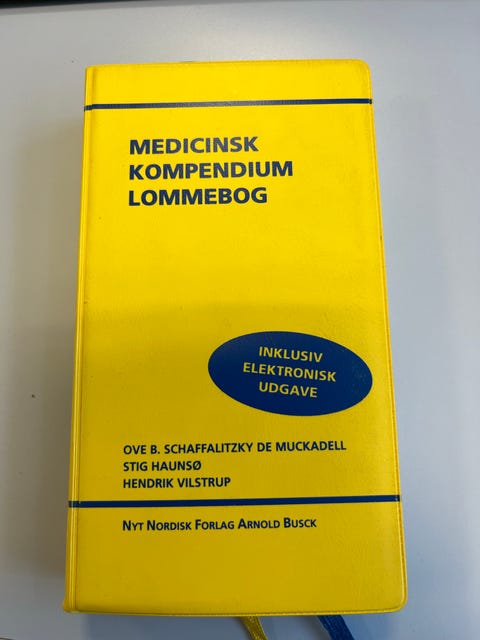 MEDICINSK
KOMPENDIUM
LOMMEBOG
INKLUSIV
ELEKTRONISK
UDGAVE
OVE B. SCHAFFALITZKY DE MUCKADELL
STIG HAUNSØ
HENDRIK VILSTRUP
NYT NORDISK FORLAG ARNOLD BUSCK